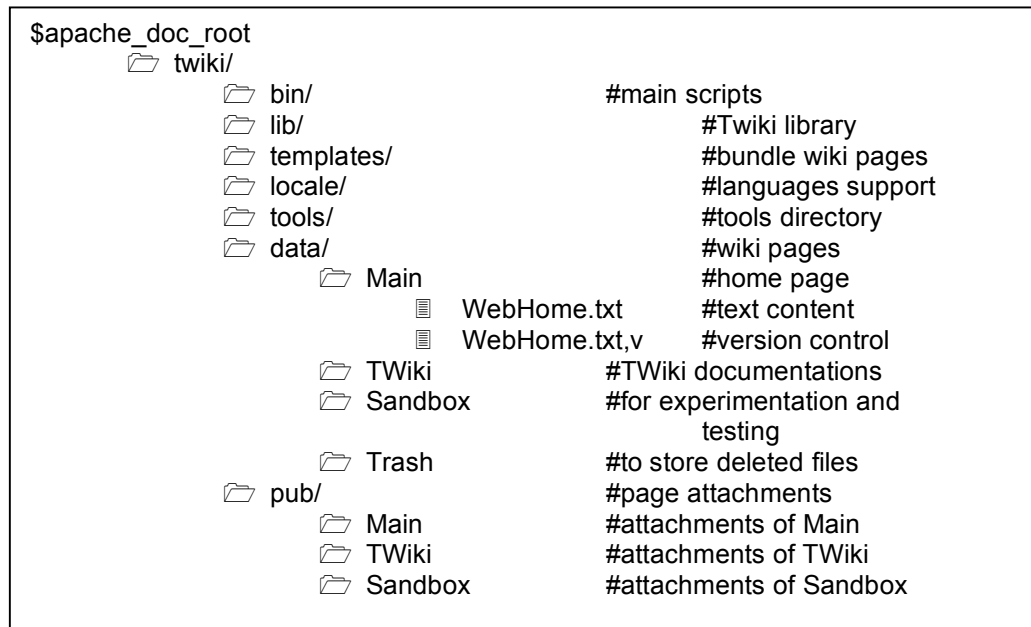 $apache_doc_root
twiki/
bin/ #main scripts
lib/ #Twiki library
templates/ #bundle wiki pages
locale/ #languages support
tools/ #tools directory
data/ #wiki pages
Main #home page
WebHome.txt #text content
WebHome.txt,v #version control
TWiki #TWiki documentations
Sandbox #for experimentation and
testing
Trash #to store deleted files
pub/ #page attachments
Main #attachments of Main
TWiki #attachments of TWiki
Sandbox #attachments of Sandbox